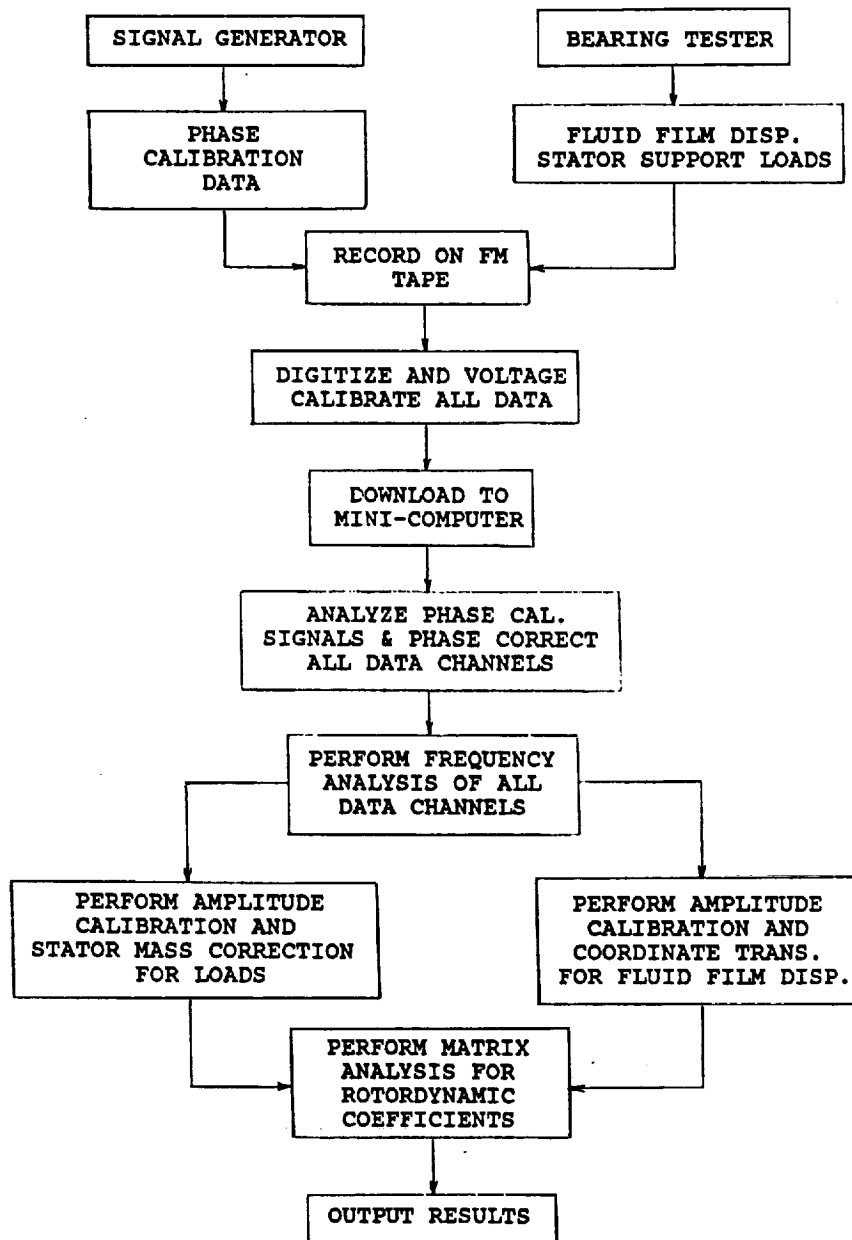 SIGNAL GENERATOR
BEARING TESTER
PHASE
CALIBRATION
DATA
FLUID FILM DISP.
STATOR SUPPORT LOADS
RECORD ON FM
TAPE
DIGITIZE AND VOLTAGE
CALIBRATE ALL DATA
DOWNLOAD TO
MINI-COMPUTER
ANALYZE PHASE CAL.
SIGNALS & PHASE CORRECT
ALL DATA CHANNELS
PERFORM FREQUENCY
ANALYSIS OF ALL
DATA CHANNELS
PERFORM AMPLITUDE
CALIBRATION AND
STATOR MASS CORRECTION
FOR LOADS
PERFORM AMPLITUDE
CALIBRATION AND
COORDINATE TRANS.
FOR FLUID FILM DISP.
PERFORM MATRIX
ANALYSIS FOR
ROTORDYNAMIC
COEFFICIENTS
OUTPUT RESULTS